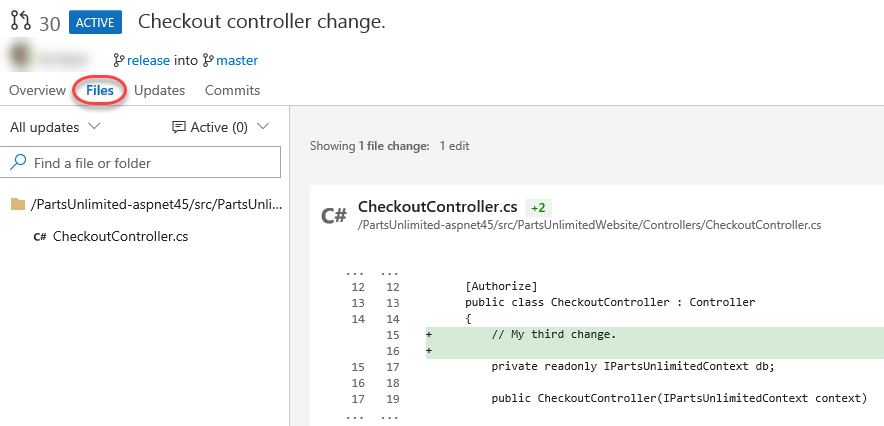 30 ACTIVE Checkout controller change.
release into master
Overview Files Updates Commits
All updates Active (0)
Find a file or folder
/PartsUnlimited-aspnet45/src/PartsUnli...
C# CheckoutController.cs
Showing 1 file change: 1 edit
C# CheckoutController.cs +2
/PartsUnlimited-aspnet45/src/PartsUnlimitedWebsite/Controllers/CheckoutController.cs
... ...
12 12 [Authorize]
13 13 public class CheckoutController : Controller
14 14 {
15 + // My third change.
16 +
15 17 private readonly IPartsUnlimitedContext db;
16 18
17 19 public CheckoutController(IPartsUnlimitedContext context)
... ...